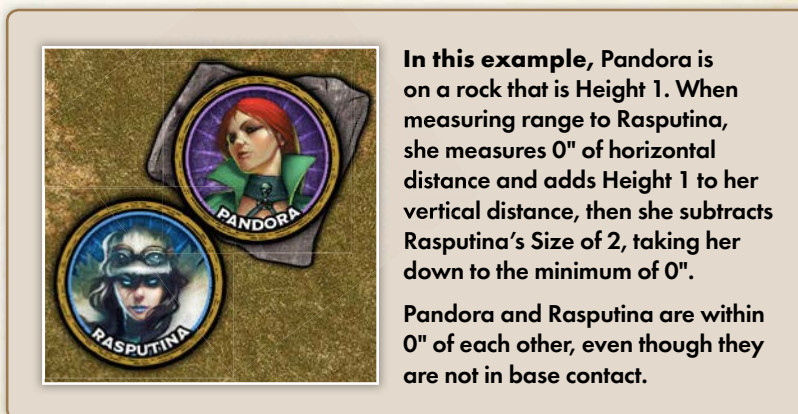 In this example, Pandora is
on a rock that is Height 1. When
measuring range to Rasputina,
she measures 0" of horizontal
distance and adds Height 1 to her
vertical distance, then she subtracts
Rasputina's Size of 2, taking her
down to the minimum of 0".
Pandora and Rasputina are within
0" of each other, even though they
are not in base contact.
PANDORA
RASPUTINA